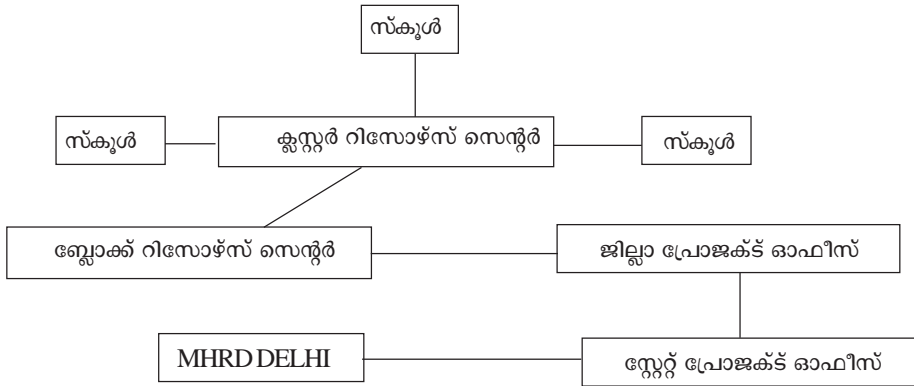 സ്കൂൾ
സ്കൂൾ
ക്ലസ്റ്റർ റിസോഴ്സ് സെന്റർ
സ്കൂൾ
ബ്ലോക്ക് റിസോഴ്സ് സെന്റർ
ജില്ലാ പ്രോജക്ട് ഓഫീസ്
MHRD DELHI
സ്റ്റേറ്റ് പ്രോജക്ട് ഓഫീസ്